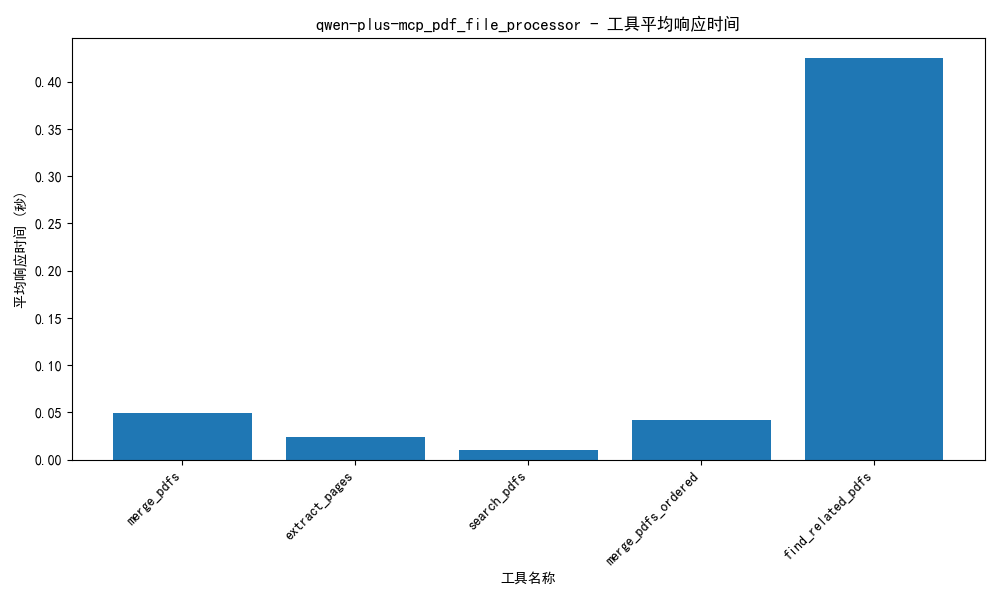 qwen-plus-mcp_pdf_file_processor - 工具平均响应时间
平均响应时间 (秒)
0.40
0.35
0.30
0.25
0.20
0.15
0.10
0.05
0.00
merge_pdfs
extract_pages
search_pdfs
merge_pdfs_ordered
find_related_pdfs
工具名称